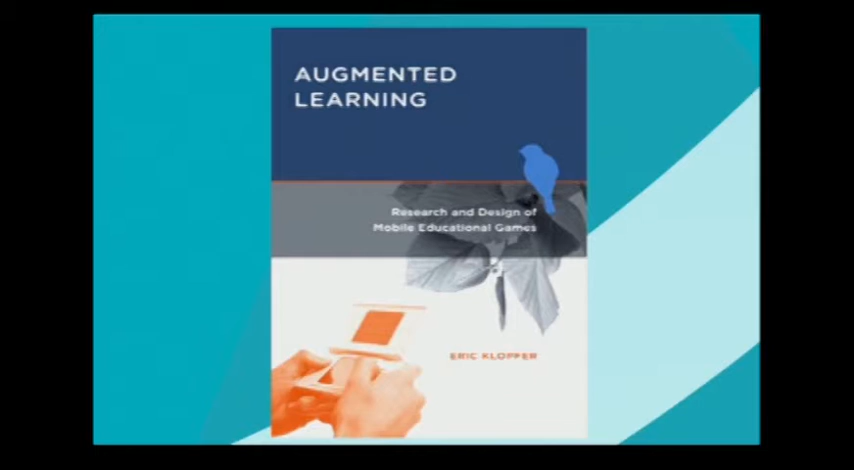 AUGMENTED
LEARNING
Research and Design of
Mobile Educational Games
ERIC KLOPFER